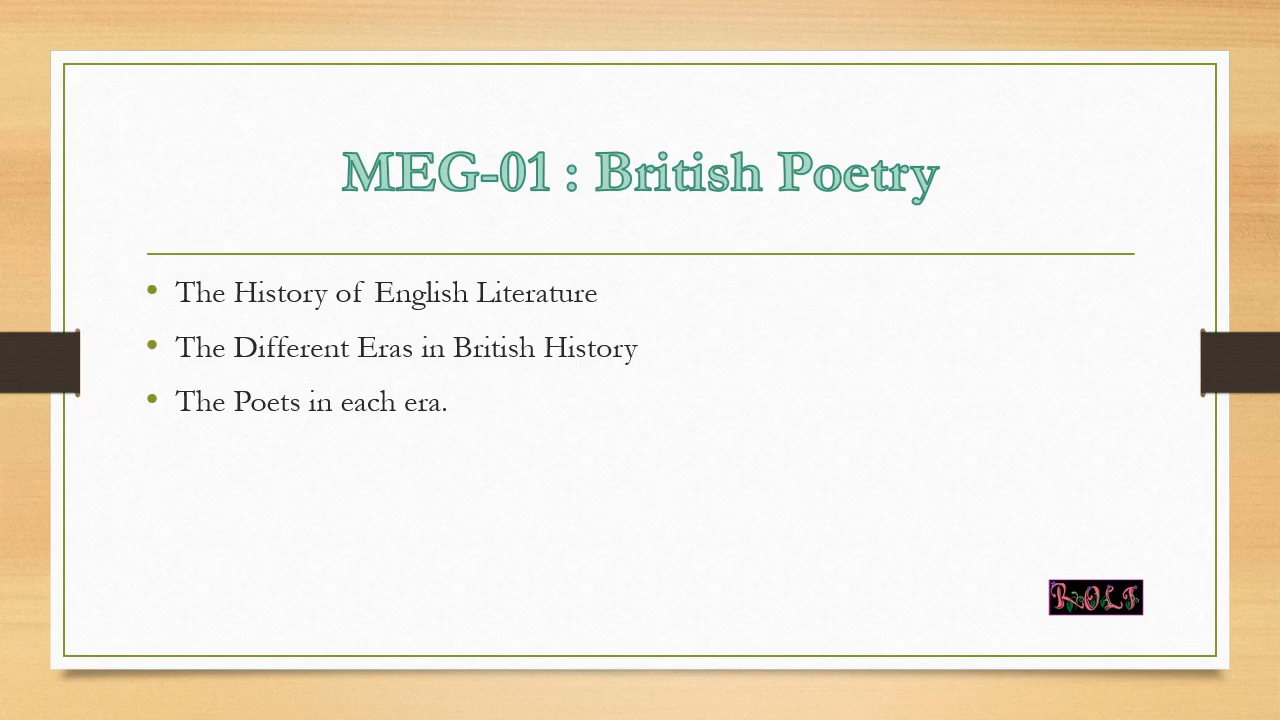 MEG-01 : British Poetry
• The History of English Literature
• The Different Eras in British History
• The Poets in each era.
ROLI